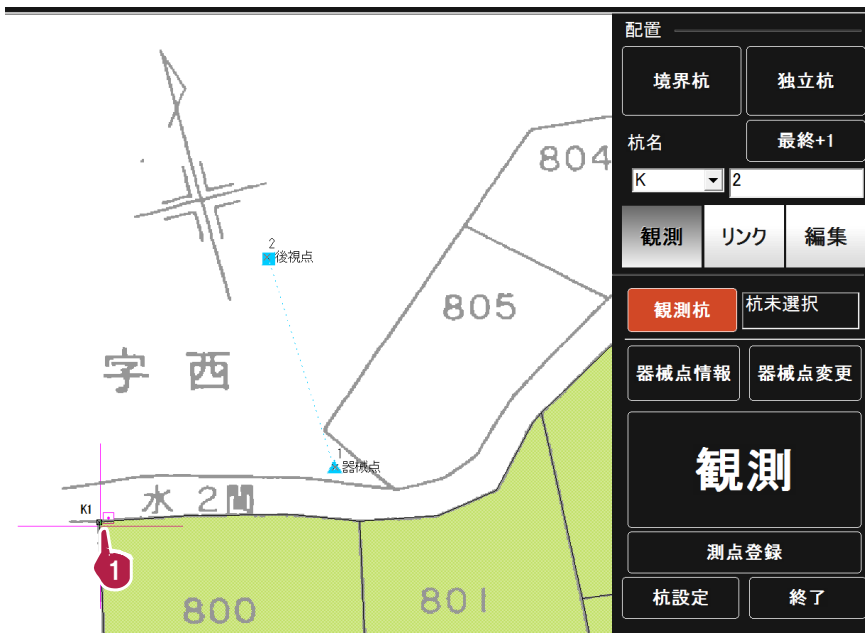 配置
境界杭
独立杭
杭名
最終+1
K
2
観測
リンク
編集
観測杭
杭未選択
器械点情報
器械点変更
観測
測点登録
杭設定
終了
804
2
後視点
805
字 西
1
器械点
水 2間
K1
1
800
801